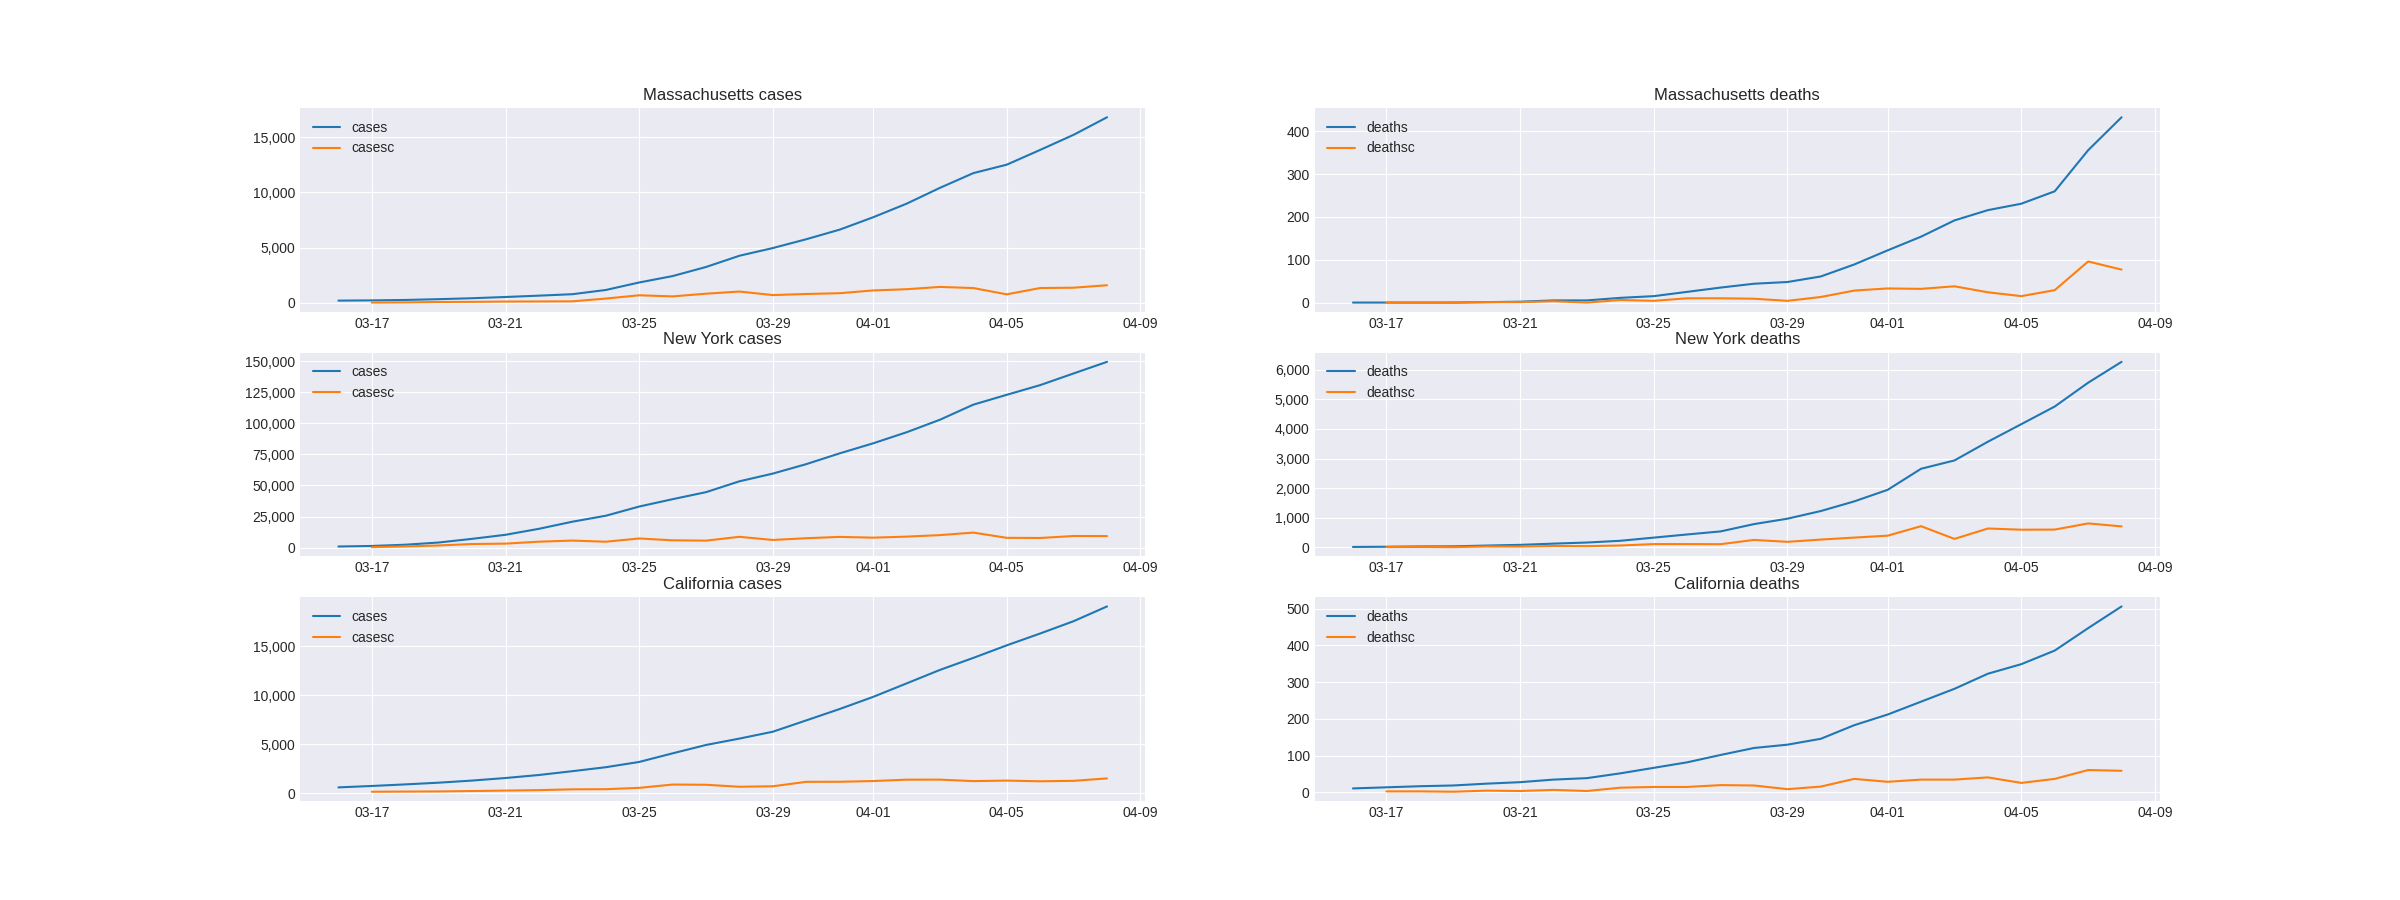 Massachusetts cases
cases
casesc
15,000
10,000
5,000
0
03-17 03-21 03-25 03-29 04-01 04-05 04-09
Massachusetts deaths
deaths
deathsc
400
300
200
100
0
03-17 03-21 03-25 03-29 04-01 04-05 04-09
New York cases
cases
casesc
150,000
125,000
100,000
75,000
50,000
25,000
0
03-17 03-21 03-25 03-29 04-01 04-05 04-09
New York deaths
deaths
deathsc
6,000
5,000
4,000
3,000
2,000
1,000
0
03-17 03-21 03-25 03-29 04-01 04-05 04-09
California cases
cases
casesc
15,000
10,000
5,000
0
03-17 03-21 03-25 03-29 04-01 04-05 04-09
California deaths
deaths
deathsc
500
400
300
200
100
0
03-17 03-21 03-25 03-29 04-01 04-05 04-09